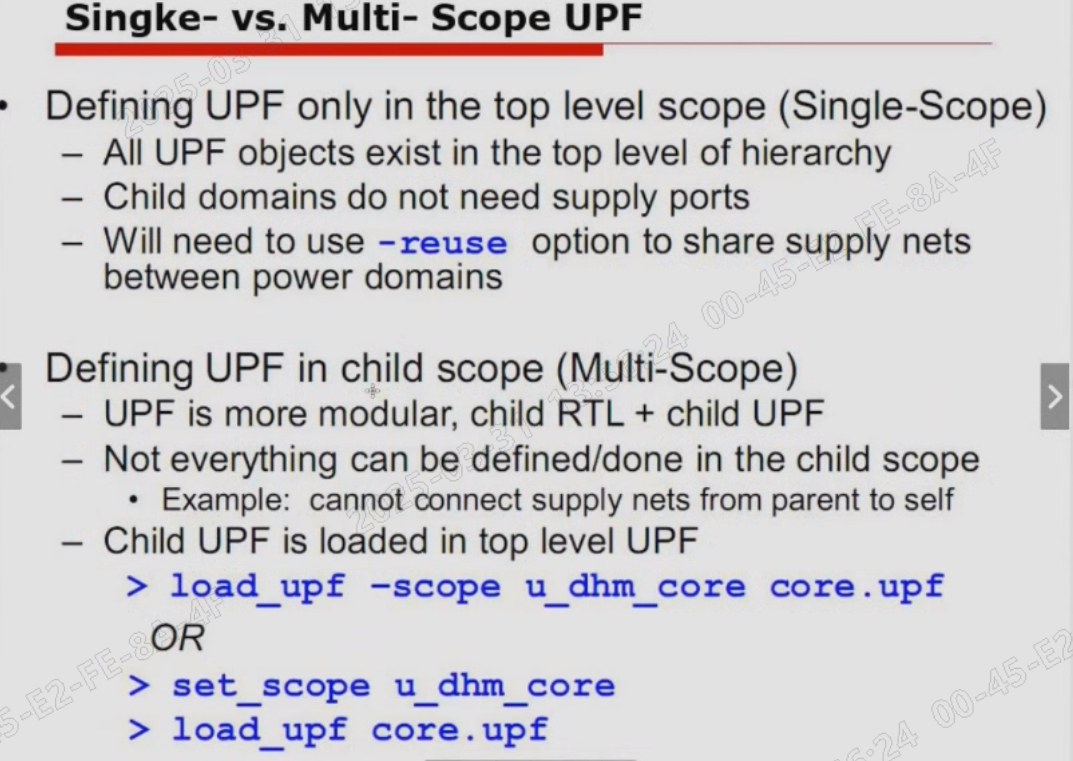 Singke- vs. Multi- Scope UPF
• Defining UPF only in the top level scope (Single-Scope)
– All UPF objects exist in the top level of hierarchy
– Child domains do not need supply ports
– Will need to use -reuse option to share supply nets
between power domains
• Defining UPF in child scope (Multi-Scope)
– UPF is more modular, child RTL + child UPF
– Not everything can be defined/done in the child scope
• Example: cannot connect supply nets from parent to self
– Child UPF is loaded in top level UPF
> load_upf –scope u_dhm_core core.upf
OR
> set_scope u_dhm_core
> load_upf core.upf